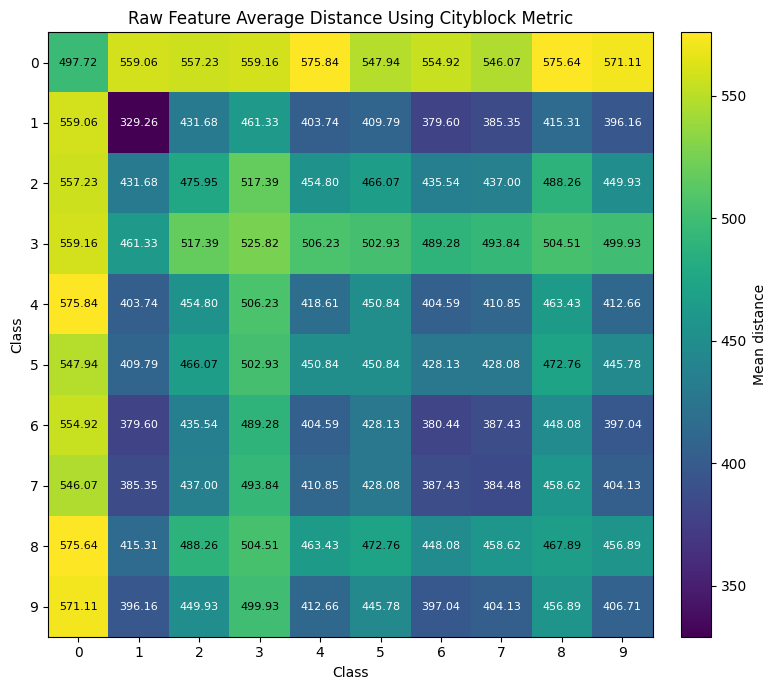 Raw Feature Average Distance Using Cityblock Metric
0 497.72 559.06 557.23 559.16 575.84 547.94 554.92 546.07 575.64 571.11
1 559.06 329.26 431.68 461.33 403.74 409.79 379.60 385.35 415.31 396.16
2 557.23 431.68 475.95 517.39 454.80 466.07 435.54 437.00 488.26 449.93
3 559.16 461.33 517.39 525.82 506.23 502.93 489.28 493.84 504.51 499.93
4 575.84 403.74 454.80 506.23 418.61 450.84 404.59 410.85 463.43 412.66
5 547.94 409.79 466.07 502.93 450.84 450.84 428.13 428.08 472.76 445.78
6 554.92 379.60 435.54 489.28 404.59 428.13 380.44 387.43 448.08 397.04
7 546.07 385.35 437.00 493.84 410.85 428.08 387.43 384.48 458.62 404.13
8 575.64 415.31 488.26 504.51 463.43 472.76 448.08 458.62 467.89 456.89
9 571.11 396.16 449.93 499.93 412.66 445.78 397.04 404.13 456.89 406.71
0 1 2 3 4 5 6 7 8 9
Class
Class
550
500
450
400
350
Mean distance